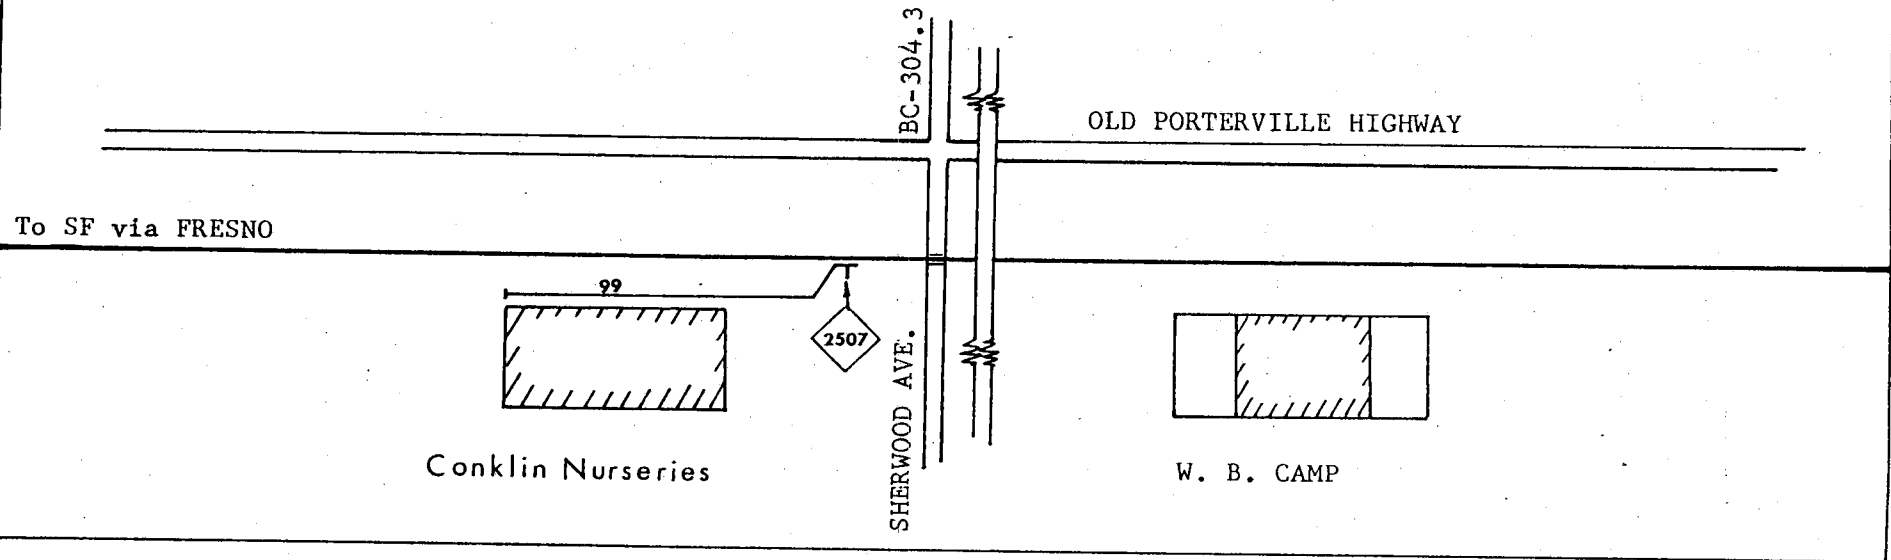 BC-304.3
OLD PORTERVILLE HIGHWAY
To SF via FRESNO
99
2507
SHERWOOD AVE.
Conklin Nurseries
W. B. CAMP